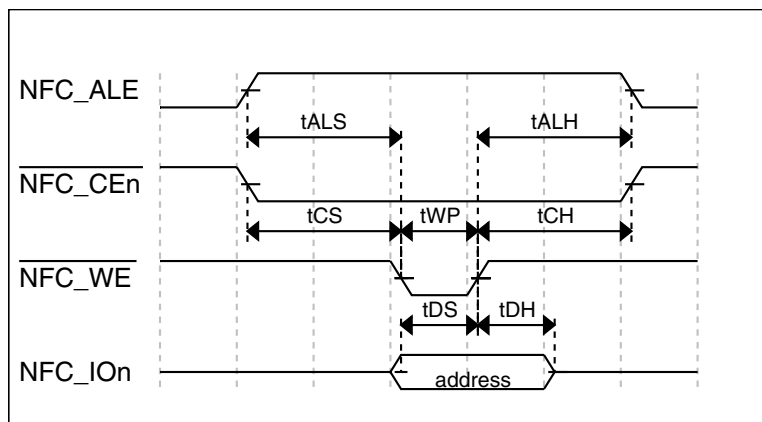 NFC_ALE
tALS tALH
NFC_CEn
tCS tWP tCH
NFC_WE
tDS tDH
NFC_IOn address